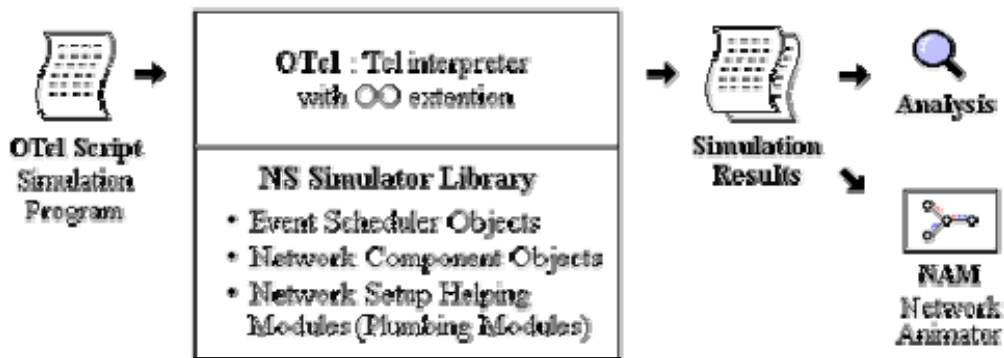 OTcl Script
Simulation
Program
OTcl : Tcl interpreter
with OO extention
NS Simulator Library
• Event Scheduler Objects
• Network Component Objects
• Network Setup Helping
Modules (Plumbing Modules)
Simulation
Results
Analysis
NAM
Network
Animator